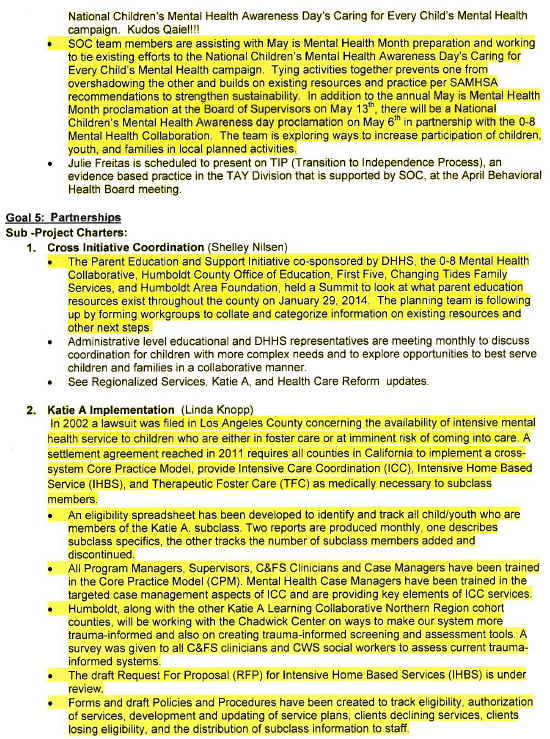 National Children's Mental Health Awareness Day's Caring for Every Child's Mental Health
campaign. Kudos Qaief!!!
• SOC team members are assisting with May is Mental Health Month preparation and working
to tie existing efforts to the National Children's Mental Health Awareness Day's Caring for
Every Child's Mental Health campaign. Tying activities together prevents one from
overshadowing the other and builds on existing resources and practice per SAMHSA
recommendations to strengthen sustainability. In addition to the annual May is Mental Health
Month proclamation at the Board of Supervisors on May 13th, there will be a National
Children's Mental Health Awareness day proclamation on May 6th in partnership with the 0-8
Mental Health Collaboration. The team is exploring ways to increase participation of children,
youth, and families in local planned activities.
• Julie Freitas is scheduled to present on TIP (Transition to Independence Process), an
evidence based practice in the TAY Division that is supported by SOC, at the April Behavioral
Health Board meeting.
Goal 5: Partnerships
Sub -Project Charters:
1. Cross Initiative Coordination (Shelley Nilsen)
• The Parent Education and Support Initiative co-sponsored by DHHS, the 0-8 Mental Health
Collaborative, Humboldt County Office of Education, First Five, Changing Tides Family
Services, and Humboldt Area Foundation, held a Summit to look at what parent education
resources exist throughout the county on January 29, 2014. The planning team is following
up by forming workgroups to collate and categorize information on existing resources and
other next steps.
• Administrative level educational and DHHS representatives are meeting monthly to discuss
coordination for children with more complex needs and to explore opportunities to best serve
children and families in a collaborative manner.
• See Regionalized Services, Katie A, and Health Care Reform updates.
2. Katie A Implementation (Linda Knopp)
In 2002 a lawsuit was filed in Los Angeles County concerning the availability of intensive mental
health service to children who are either in foster care or at imminent risk of coming into care. A
settlement agreement reached in 2011 requires all counties in California to implement a cross-
system Core Practice Model, provide Intensive Care Coordination (ICC), Intensive Home Based
Service (IHBS), and Therapeutic Foster Care (TFC) as medically necessary to subclass
members.
• An eligibility spreadsheet has been developed to identify and track all child/youth who are
members of the Katie A. subclass. Two reports are produced monthly, one describes
subclass specifics, the other tracks the number of subclass members added and
discontinued.
• All Program Managers, Supervisors, C&FS Clinicians and Case Managers have been trained
in the Core Practice Model (CPM). Mental Health Case Managers have been trained in the
targeted case management aspects of ICC and are providing key elements of ICC services.
• Humboldt, along with the other Katie A Learning Collaborative Northern Region cohort
counties, will be working with the Chadwick Center on ways to make our system more
trauma-informed and also on creating trauma-informed screening and assessment tools. A
survey was given to all C&FS clinicians and CWS social workers to assess current trauma-
informed systems.
• The draft Request For Proposal (RFP) for Intensive Home Based Services (IHBS) is under
review.
• Forms and draft Policies and Procedures have been created to track eligibility, authorization
of services, development and updating of service plans, clients declining services, clients
losing eligibility, and the distribution of subclass information to staff.